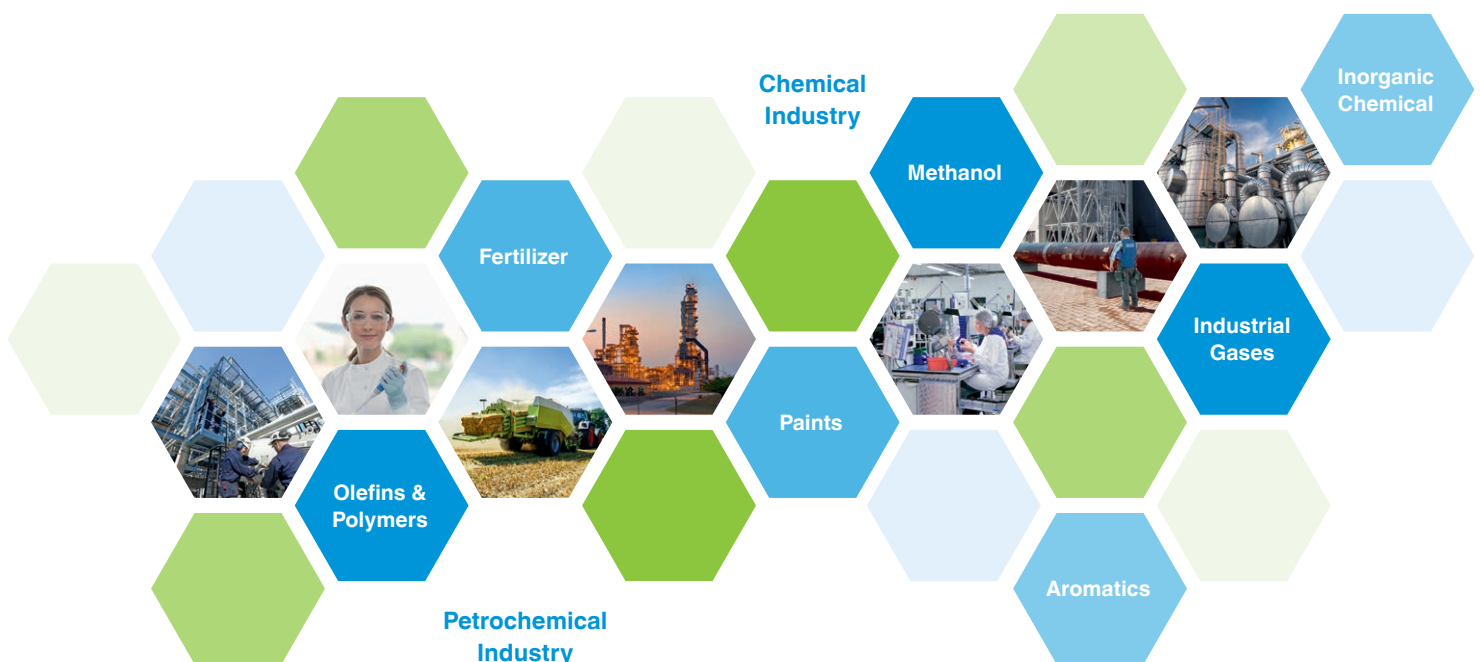 Chemical
Industry
Inorganic
Chemical
Methanol
Fertilizer
Industrial
Gases
Paints
Olefins &
Polymers
Aromatics
Petrochemical
Industry